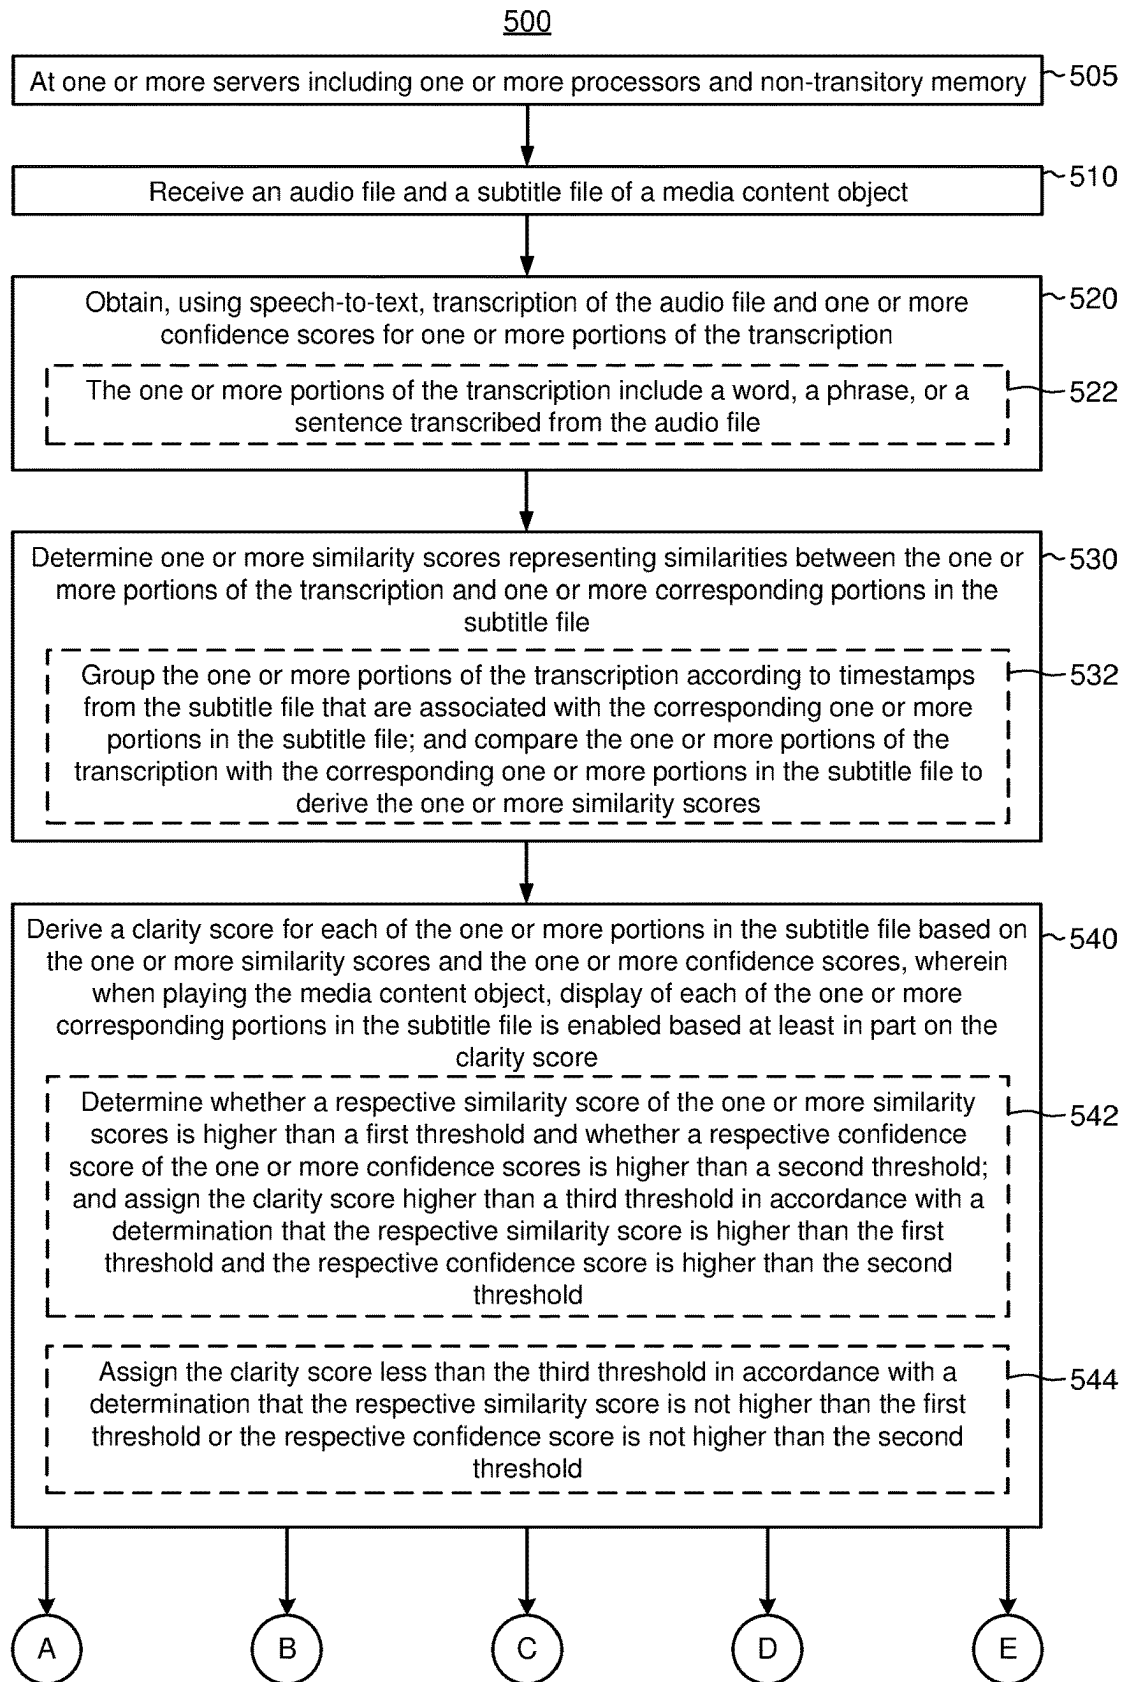 500
At one or more servers including one or more processors and non-transitory memory
505
Receive an audio file and a subtitle file of a media content object
510
Obtain, using speech-to-text, transcription of the audio file and one or more
confidence scores for one or more portions of the transcription
520
The one or more portions of the transcription include a word, a phrase, or a
sentence transcribed from the audio file
522
Determine one or more similarity scores representing similarities between the one or
more portions of the transcription and one or more corresponding portions in the
subtitle file
530
Group the one or more portions of the transcription according to timestamps
from the subtitle file that are associated with the corresponding one or more
portions in the subtitle file; and compare the one or more portions of the
transcription with the corresponding one or more portions in the subtitle file to
derive the one or more similarity scores
532
Derive a clarity score for each of the one or more portions in the subtitle file based on
the one or more similarity scores and the one or more confidence scores, wherein
when playing the media content object, display of each of the one or more
corresponding portions in the subtitle file is enabled based at least in part on the
clarity score
540
Determine whether a respective similarity score of the one or more similarity
scores is higher than a first threshold and whether a respective confidence
score of the one or more confidence scores is higher than a second threshold;
and assign the clarity score higher than a third threshold in accordance with a
determination that the respective similarity score is higher than the first
threshold and the respective confidence score is higher than the second
threshold
542
Assign the clarity score less than the third threshold in accordance with a
determination that the respective similarity score is not higher than the first
threshold or the respective confidence score is not higher than the second
threshold
544
A
B
C
D
E